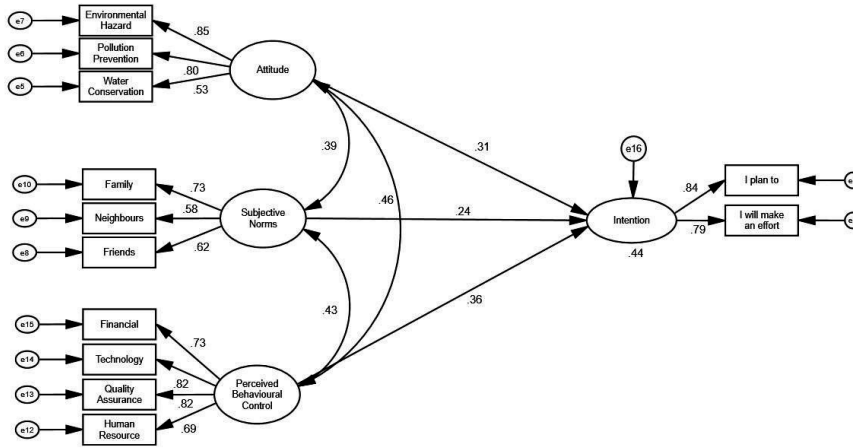 e7
Environmental
Hazard
.85
e6
Pollution
Prevention
.80
e5
Water
Conservation
.53
Attitude
.39
.31
e16
.46
e10
Family
.73
e9
Neighbours
.58
e8
Friends
.62
Subjective
Norms
.24
Intention
.44
.84
I plan to
.79
I will make
an effort
.43
.36
e15
Financial
.73
e14
Technology
.82
e13
Quality
Assurance
.82
e12
Human
Resource
.69
Perceived
Behavioural
Control